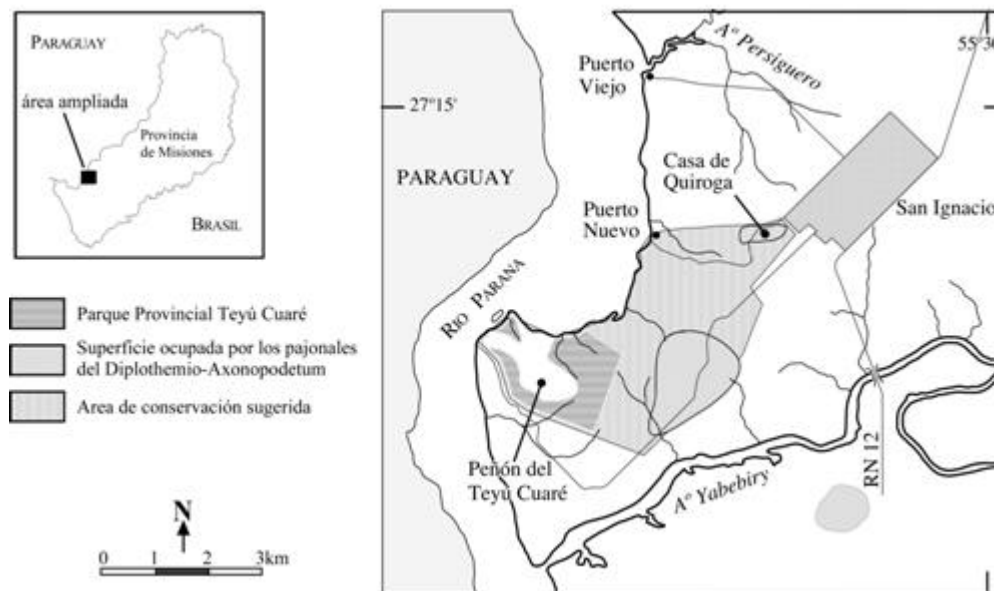 PARAGUAY
área ampliada
Provincia
de Misiones
BRASIL
Parque Provincial Teyú Cuaré
Superficie ocupada por los pajonales
del Diplothemio-Axonopodetum
Area de conservación sugerida
N
0 1 2 3km
55°30
Aº Persiguero
Puerto
Viejo
27°15'
PARAGUAY
Casa de
Quiroga
San Ignacio
Puerto
Nuevo
RIO PARANA
Peñón del
Teyú Cuaré
Aº Yabebiry
RN 12